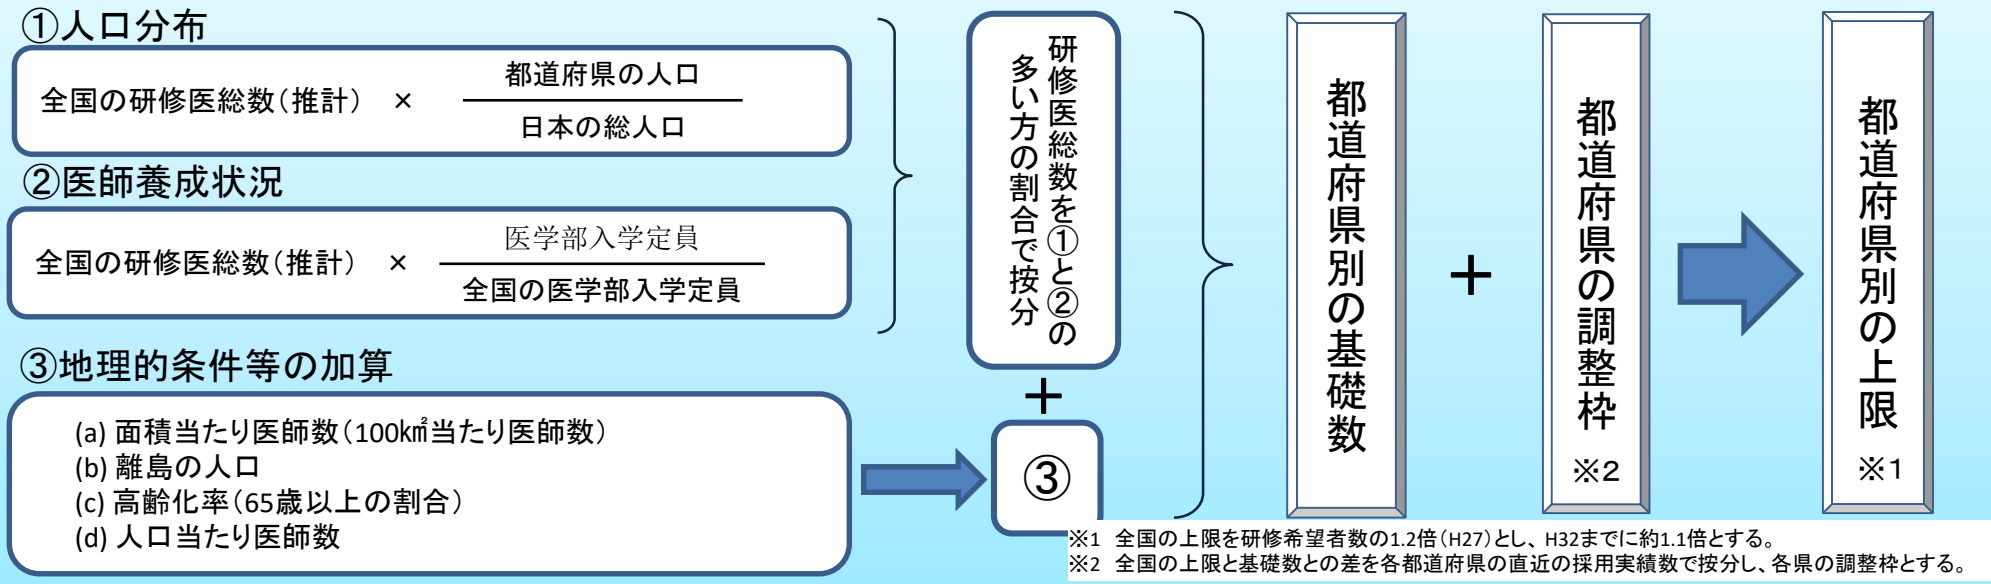 ①人口分布
全国の研修医総数(推計) ×
都道府県の人口
日本の総人口
②医師養成状況
全国の研修医総数(推計) ×
医学部入学定員
全国の医学部入学定員
③地理的条件等の加算
(a) 面積当たり医師数(100㎢当たり医師数)
(b) 離島の人口
(c) 高齢化率(65歳以上の割合)
(d) 人口当たり医師数
研修医総数を①と②の
多い方の割合で按分
+
③
都道府県別の基礎数
+
都道府県の調整枠 ※2
都道府県別の上限 ※1
※1 全国の上限を研修希望者数の1.2倍(H27)とし、H32までに約1.1倍とする。
※2 全国の上限と基礎数との差を各都道府県の直近の採用実績数で按分し、各県の調整枠とする。